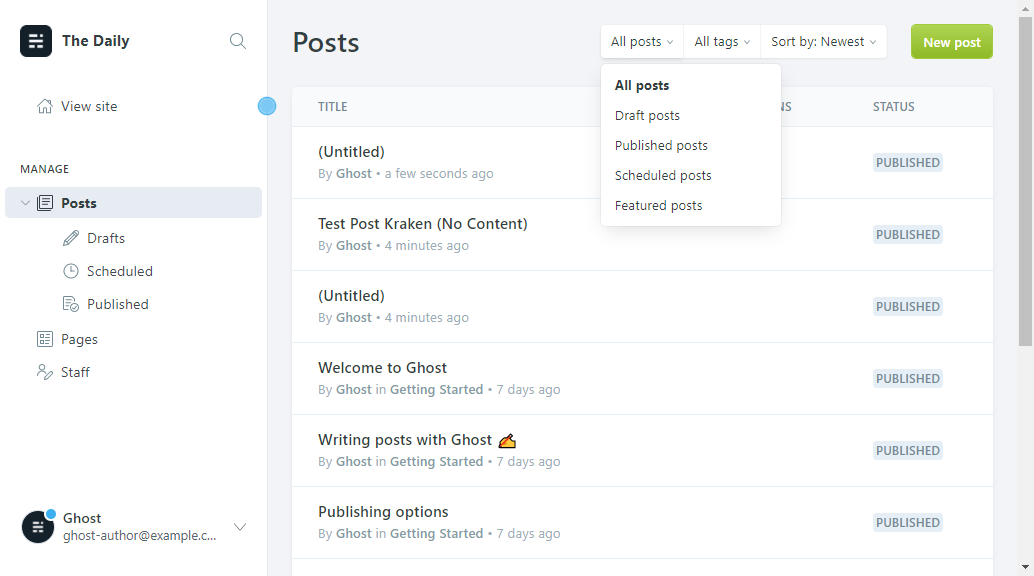 The Daily
View site
MANAGE
Posts
Drafts
Scheduled
Published
Pages
Staff
Ghost
ghost-author@example.c...
Posts
All posts
All tags
Sort by: Newest
New post
All posts
Draft posts
Published posts
Scheduled posts
Featured posts
TITLE
STATUS
(Untitled)
By Ghost • a few seconds ago
PUBLISHED
Test Post Kraken (No Content)
By Ghost • 4 minutes ago
PUBLISHED
(Untitled)
By Ghost • 4 minutes ago
PUBLISHED
Welcome to Ghost
By Ghost in Getting Started • 7 days ago
PUBLISHED
Writing posts with Ghost ✍️
By Ghost in Getting Started • 7 days ago
PUBLISHED
Publishing options
By Ghost in Getting Started • 7 days ago
PUBLISHED